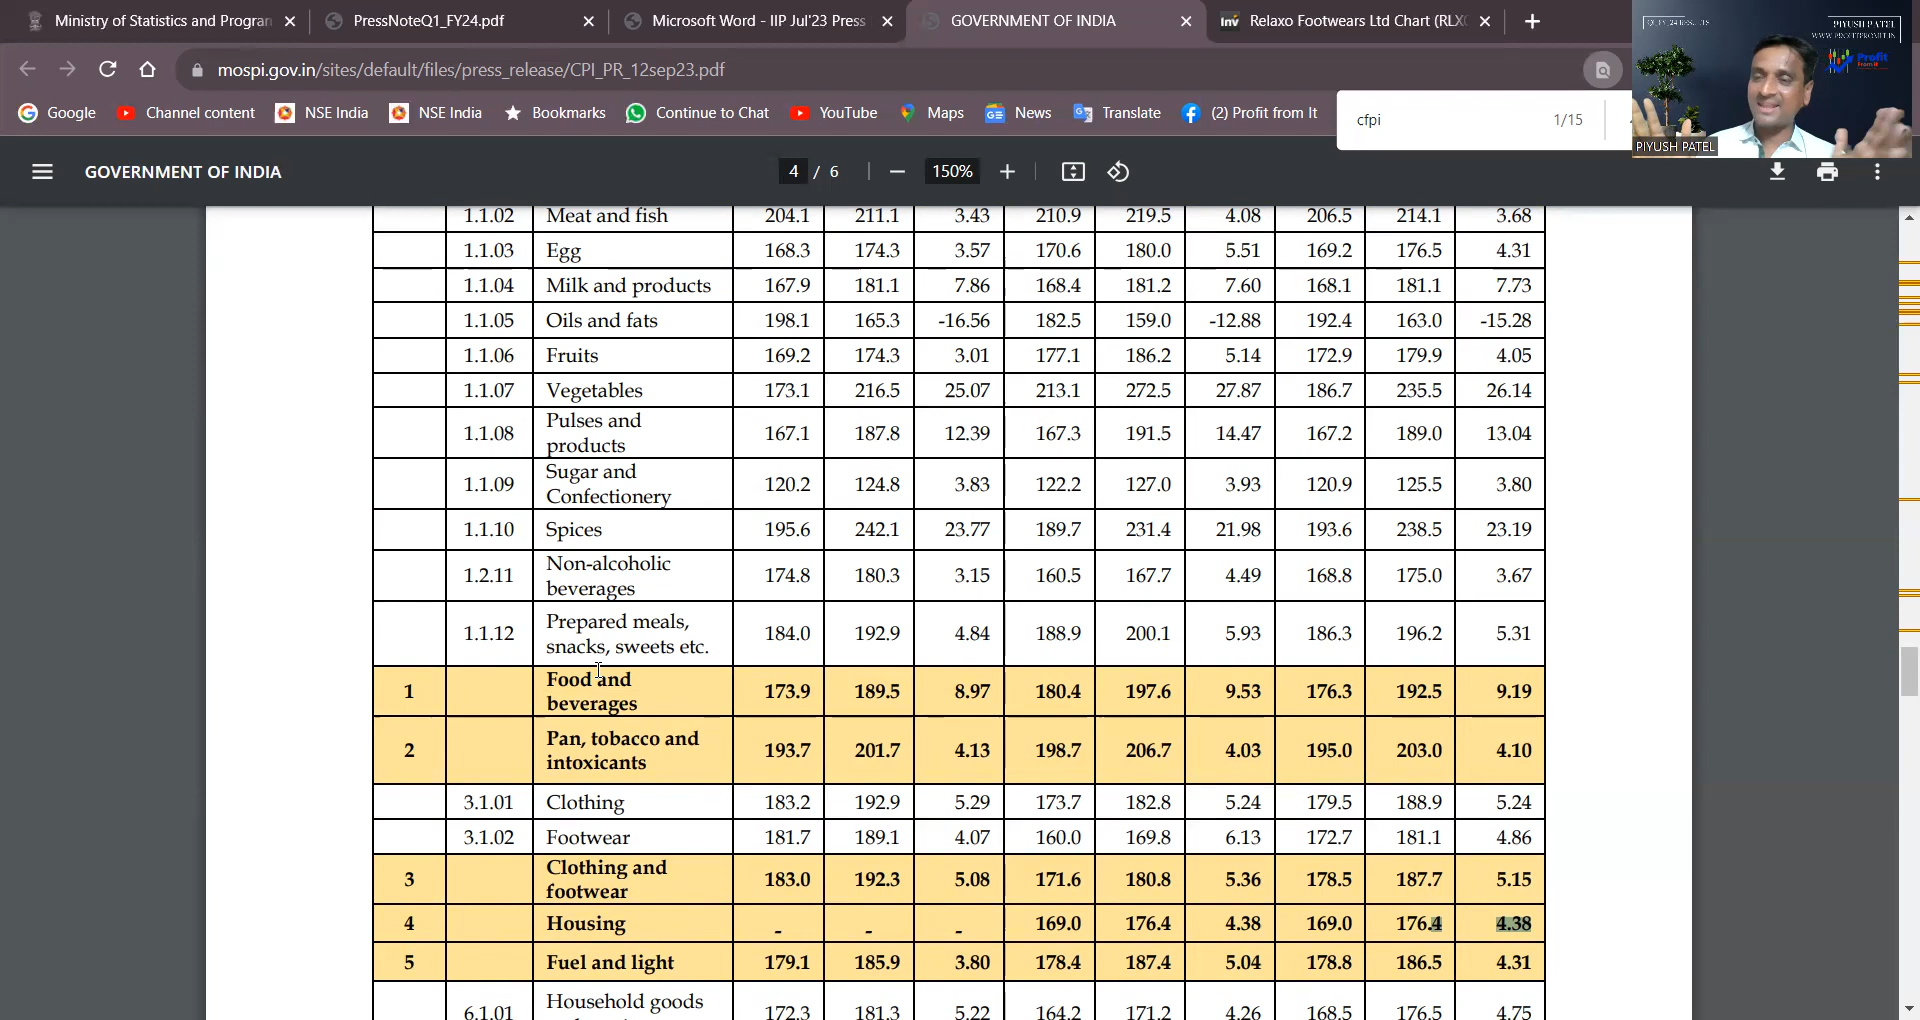 Ministry of Statistics and Program
PressNoteQ1_FY24.pdf
Microsoft Word - IIP Jul'23 Press
GOVERNMENT OF INDIA
Inv Relaxo Footwears Ltd Chart (RLX
mospi.gov.in/sites/default/files/press_release/CPI_PR_12sep23.pdf
Google
Channel content
NSE India
NSE India
Bookmarks
Continue to Chat
YouTube
Maps
News
Translate
(2) Profit from It
cfpi 1/15
PIYUSH PATEL
WWW.PROFITFROMIT.IN
Profit
From It
PIYUSH PATEL
GOVERNMENT OF INDIA 4 / 6 150%
1.1.02 Meat and fish 204.1 211.1 3.43 210.9 219.5 4.08 206.5 214.1 3.68
1.1.03 Egg 168.3 174.3 3.57 170.6 180.0 5.51 169.2 176.5 4.31
1.1.04 Milk and products 167.9 181.1 7.86 168.4 181.2 7.60 168.1 181.1 7.73
1.1.05 Oils and fats 198.1 165.3 -16.56 182.5 159.0 -12.88 192.4 163.0 -15.28
1.1.06 Fruits 169.2 174.3 3.01 177.1 186.2 5.14 172.9 179.9 4.05
1.1.07 Vegetables 173.1 216.5 25.07 213.1 272.5 27.87 186.7 235.5 26.14
1.1.08 Pulses and
products 167.1 187.8 12.39 167.3 191.5 14.47 167.2 189.0 13.04
1.1.09 Sugar and
Confectionery 120.2 124.8 3.83 122.2 127.0 3.93 120.9 125.5 3.80
1.1.10 Spices 195.6 242.1 23.77 189.7 231.4 21.98 193.6 238.5 23.19
1.2.11 Non-alcoholic
beverages 174.8 180.3 3.15 160.5 167.7 4.49 168.8 175.0 3.67
1.1.12 Prepared meals,
snacks, sweets etc. 184.0 192.9 4.84 188.9 200.1 5.93 186.3 196.2 5.31
1 Food and
beverages 173.9 189.5 8.97 180.4 197.6 9.53 176.3 192.5 9.19
2 Pan, tobacco and
intoxicants 193.7 201.7 4.13 198.7 206.7 4.03 195.0 203.0 4.10
3.1.01 Clothing 183.2 192.9 5.29 173.7 182.8 5.24 179.5 188.9 5.24
3.1.02 Footwear 181.7 189.1 4.07 160.0 169.8 6.13 172.7 181.1 4.86
3 Clothing and
footwear 183.0 192.3 5.08 171.6 180.8 5.36 178.5 187.7 5.15
4 Housing - - - 169.0 176.4 4.38 169.0 176.4 4.38
5 Fuel and light 179.1 185.9 3.80 178.4 187.4 5.04 178.8 186.5 4.31
6.1.01 Household goods 172.3 181.3 5.22 164.2 171.2 4.26 168.5 176.5 4.75